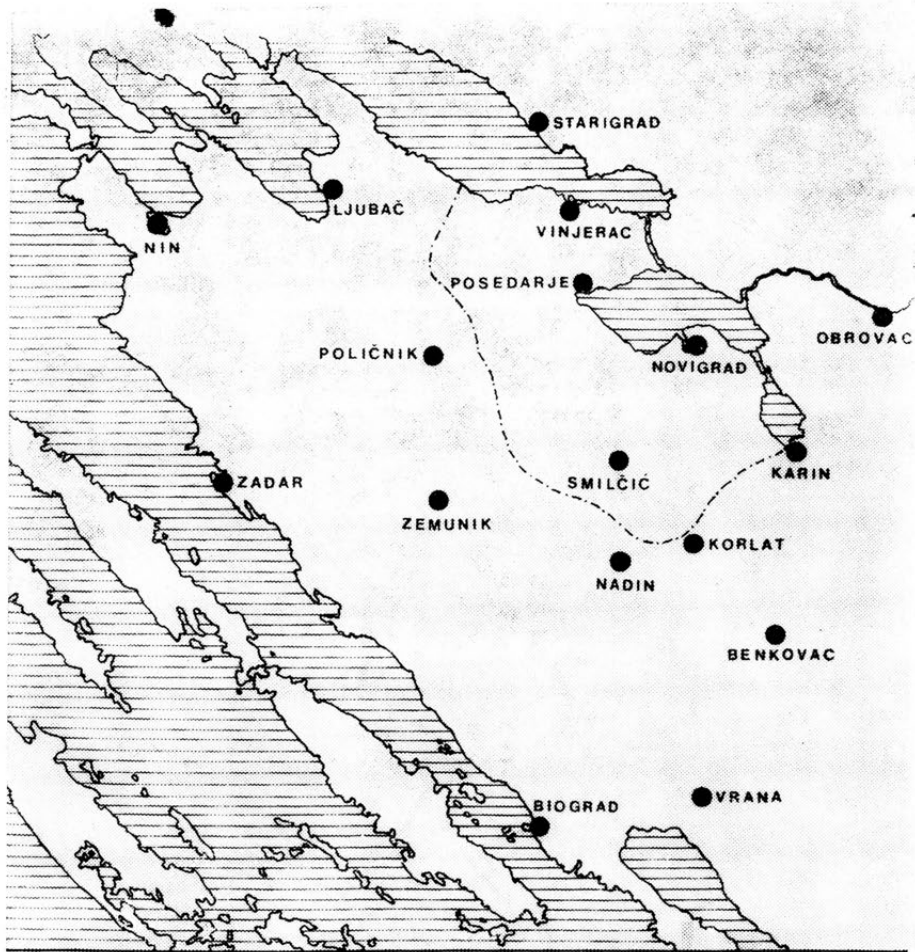 STARIGRAD
LJUBAČ
NIN
VINJERAC
POSEDARJE
OBROVAC
POLIČNIK
NOVIGRAD
SMILČIĆ
KARIN
ZADAR
ZEMUNIK
KORLAT
NADIN
BENKOVAC
VRANA
BIOGRAD